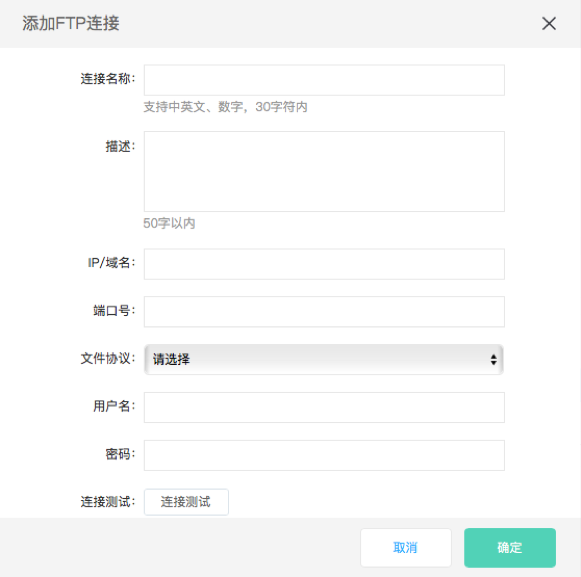 添加FTP连接
连接名称:
支持中英文、数字，30字符内
描述:
50字以内
IP/域名:
端口号:
文件协议: 请选择
用户名:
密码:
连接测试: 连接测试
取消 确定